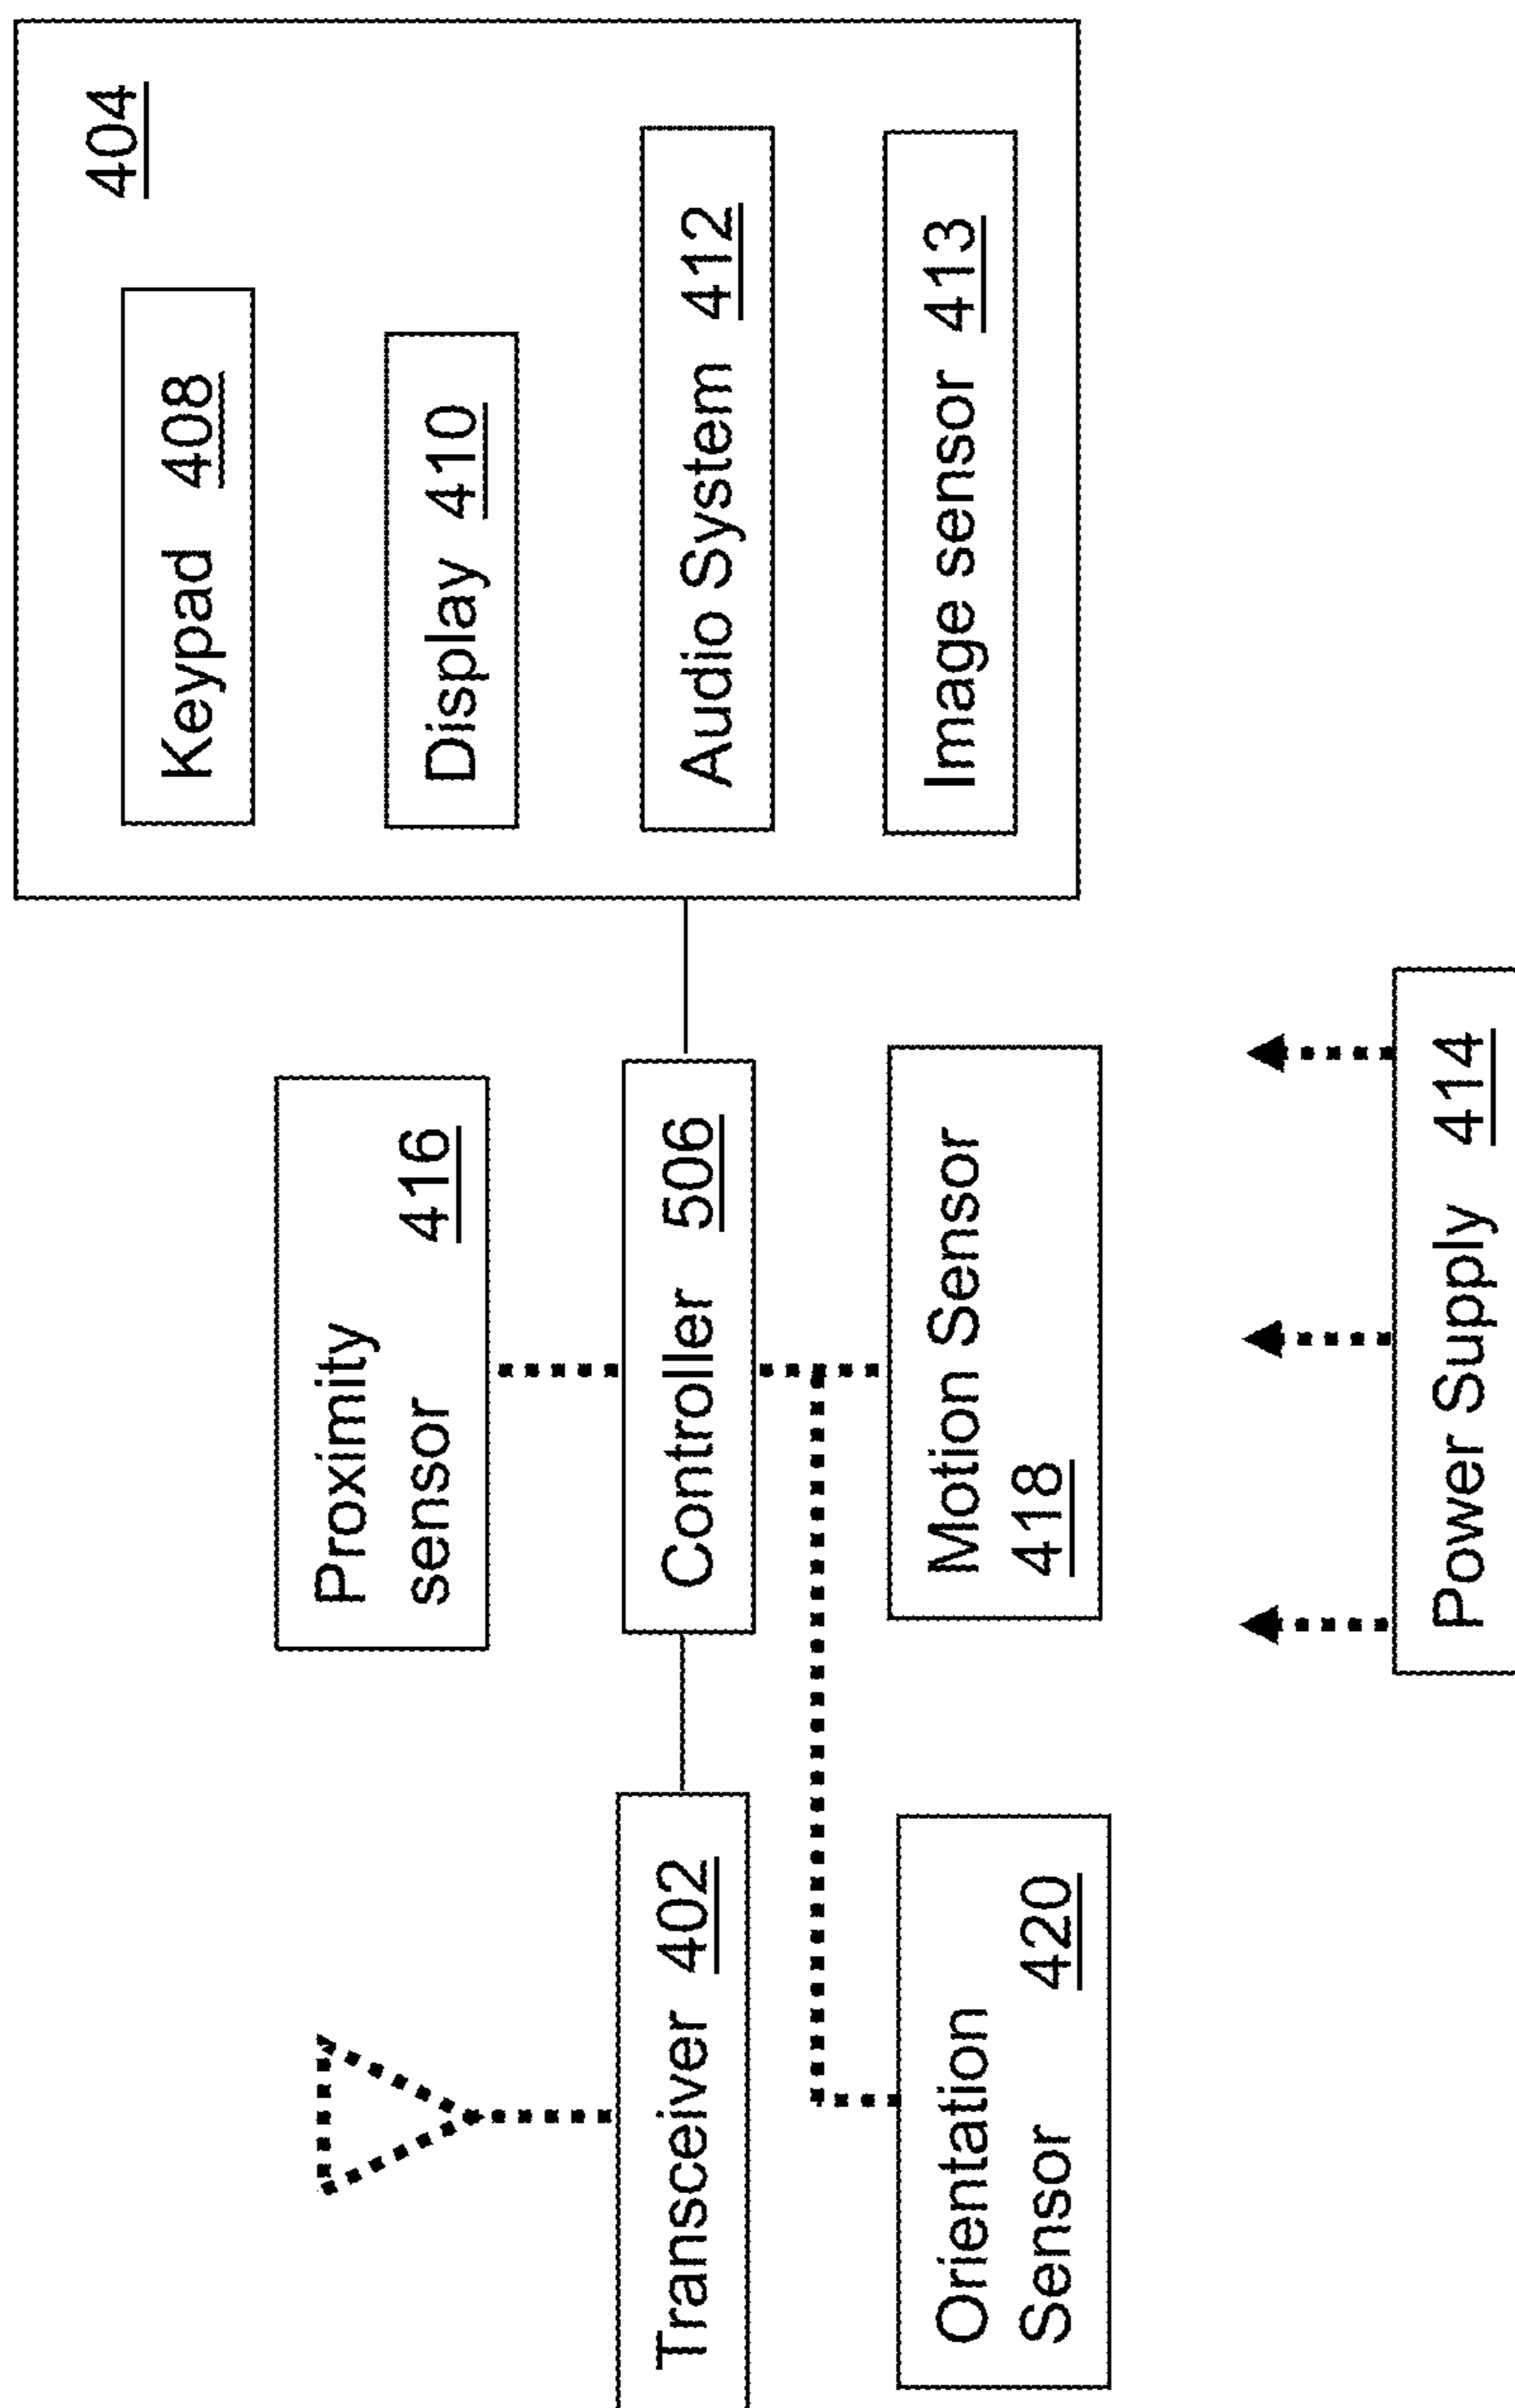 404
Keypad 408
Display 410
Audio System 412
Image sensor 413
Proximity
sensor 416
Controller 506
Motion Sensor
418
Transceiver 402
Orientation
Sensor 420
Power Supply 414